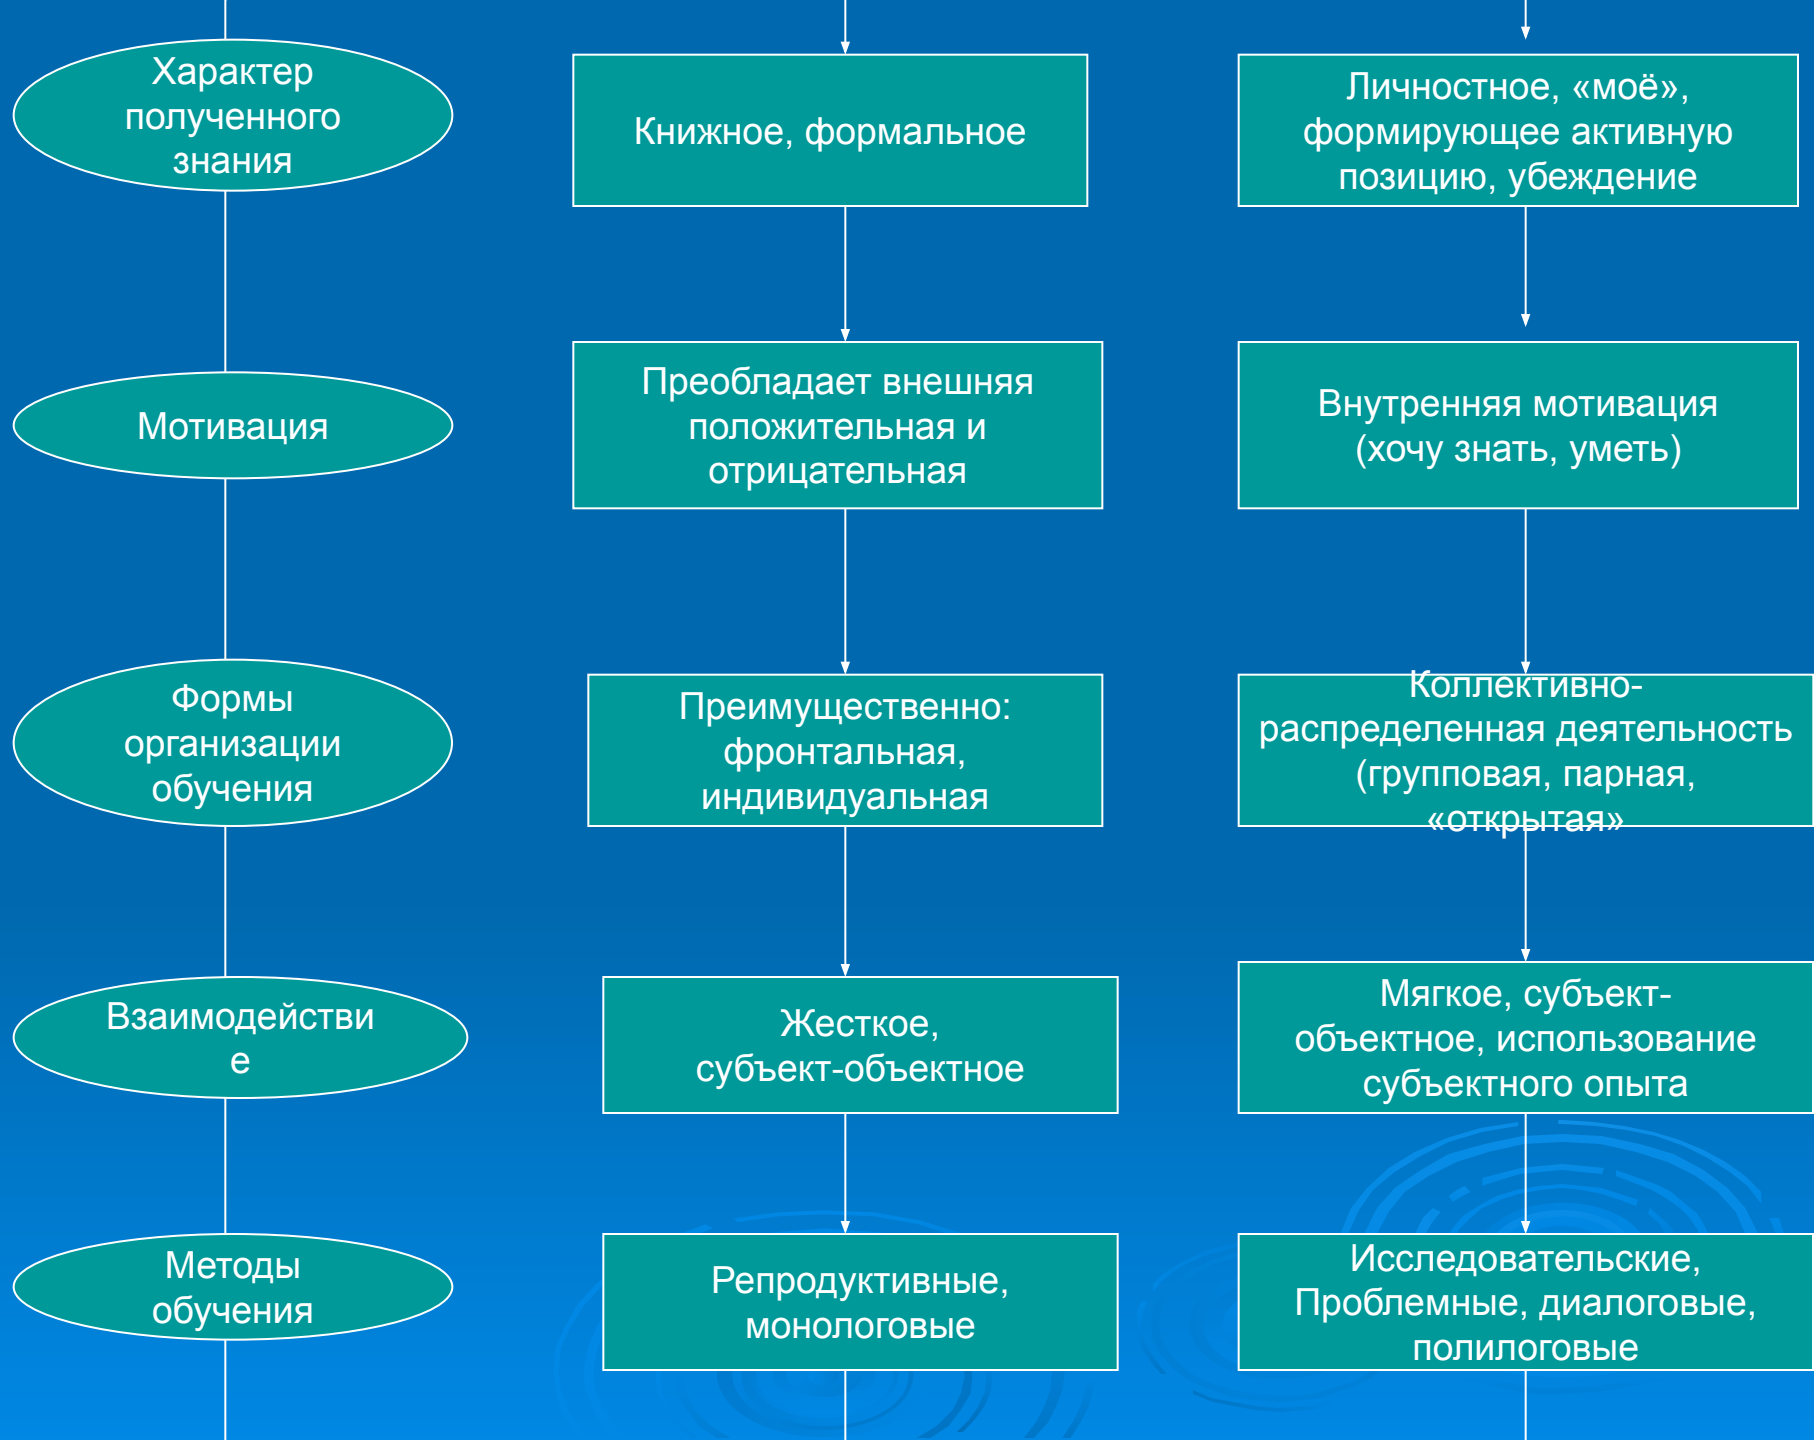 Характер
полученного
знания
Книжное, формальное
Личностное, «моё»,
формирующее активную
позицию, убеждение
Мотивация
Преобладает внешняя
положительная и
отрицательная
Внутренняя мотивация
(хочу знать, уметь)
Формы
организации
обучения
Преимущественно:
фронтальная,
индивидуальная
Коллективно-
распределенная деятельность
(групповая, парная,
«открытая»
Взаимодействи
е
Жесткое,
субъект-объектное
Мягкое, субъект-
объектное, использование
субъектного опыта
Методы
обучения
Репродуктивные,
монологовые
Исследовательские,
Проблемные, диалоговые,
полилоговые